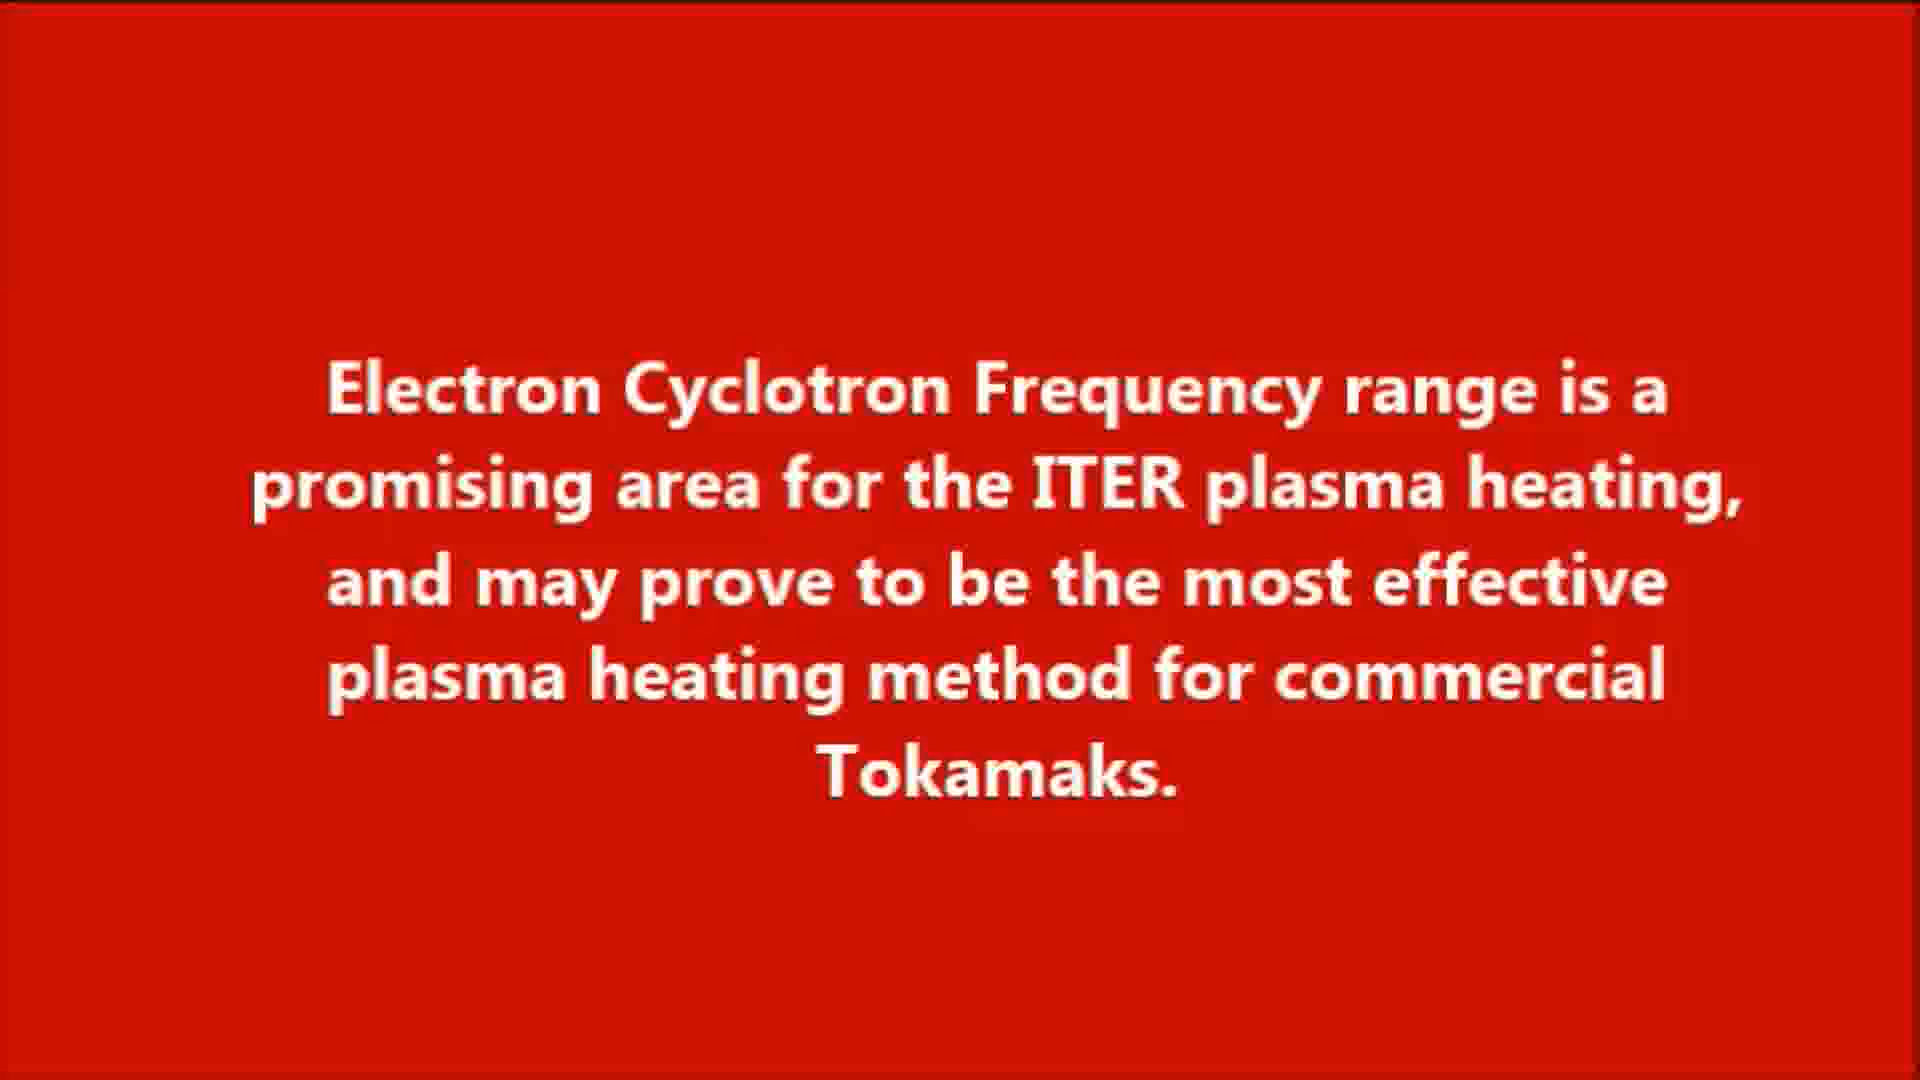 Electron Cyclotron Frequency range is a
promising area for the ITER plasma heating,
and may prove to be the most effective
plasma heating method for commercial
Tokamaks.